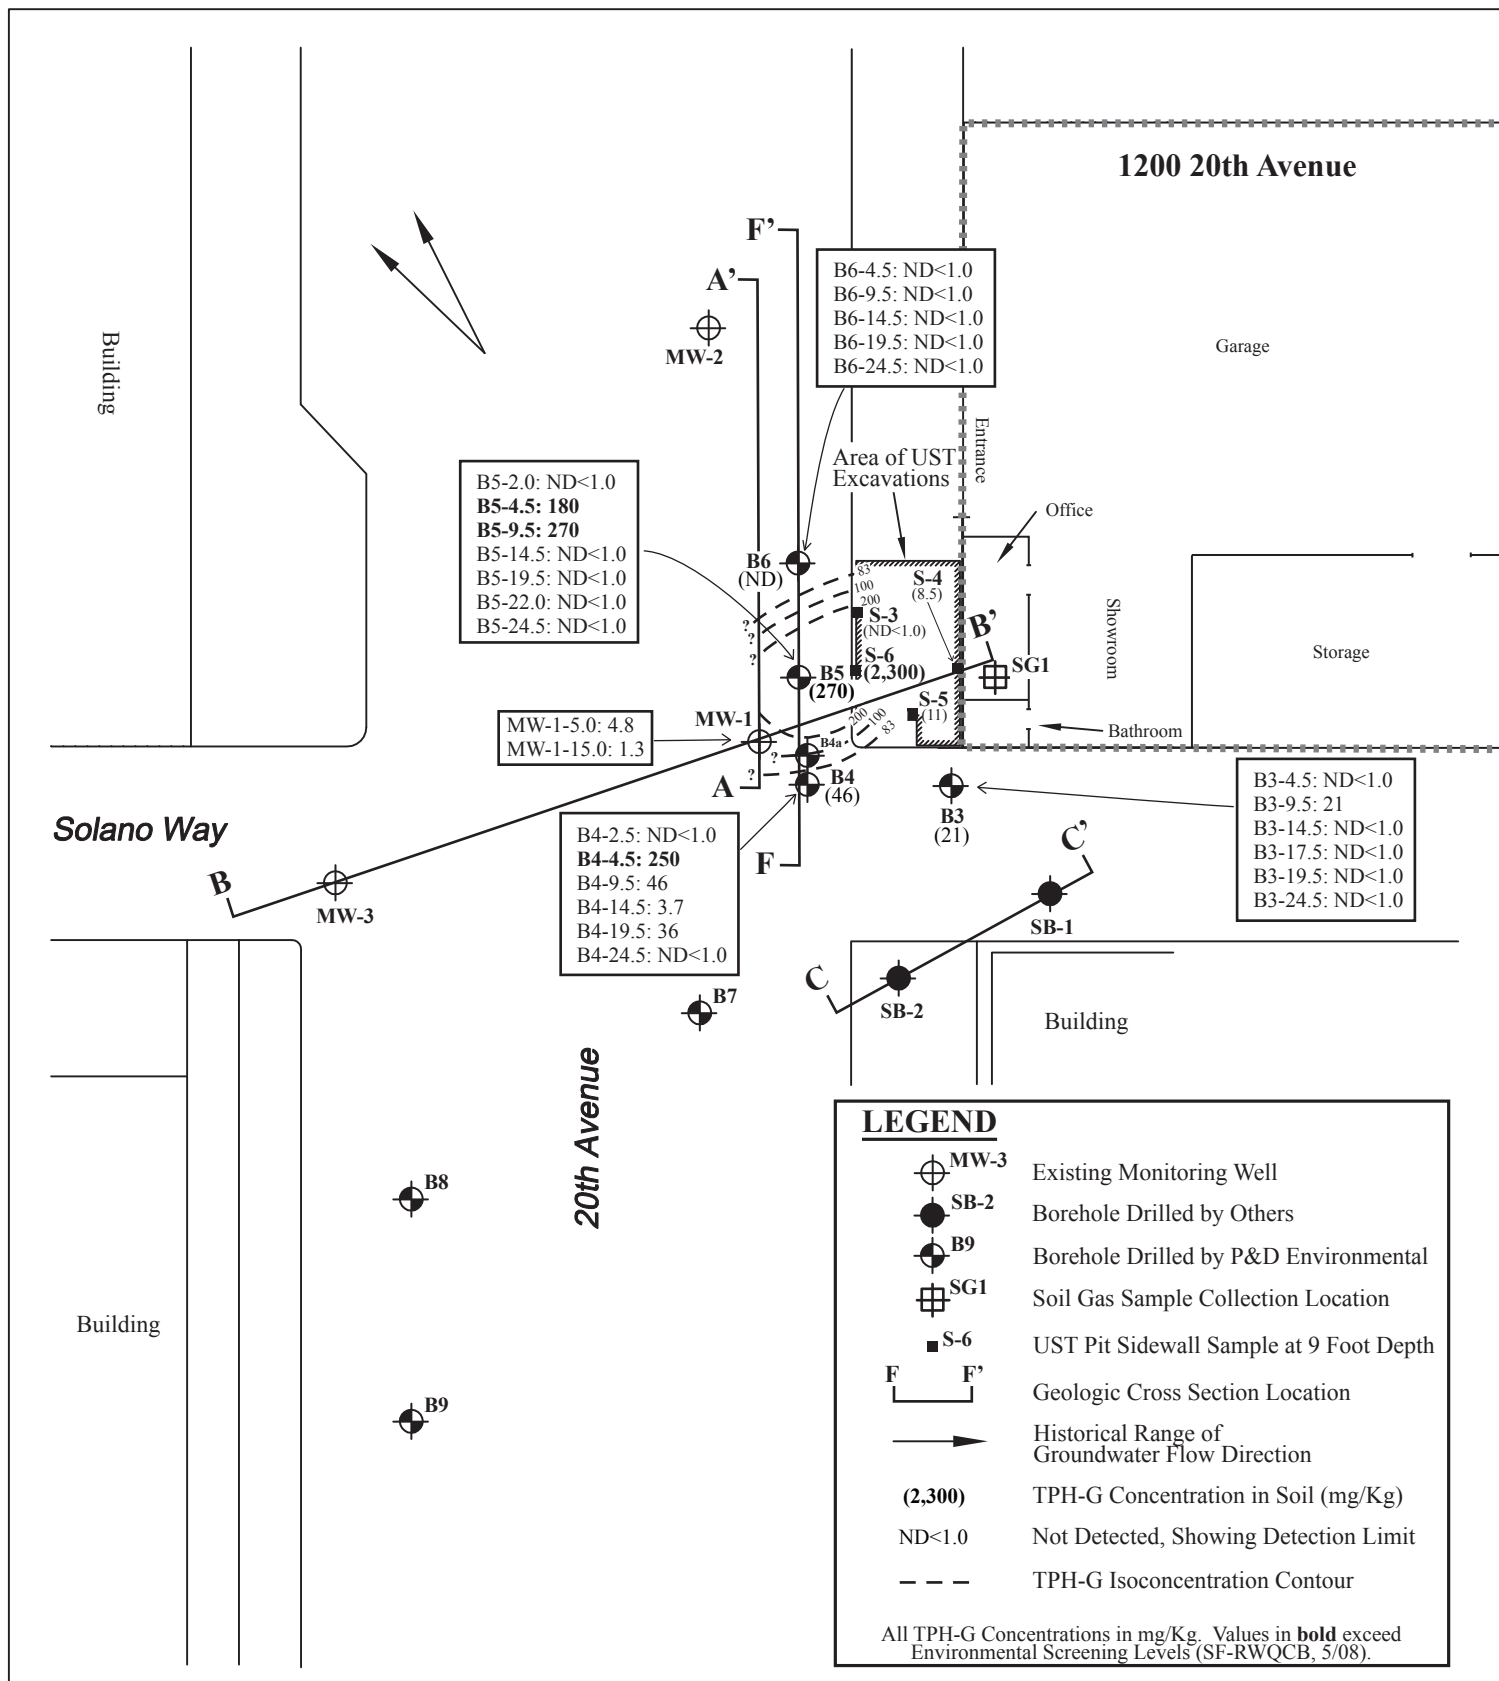 1200 20th Avenue
F’
A’
B6-4.5: ND<1.0
B6-9.5: ND<1.0
B6-14.5: ND<1.0
B6-19.5: ND<1.0
B6-24.5: ND<1.0
Building
MW-2
Garage
Entrance
Area of UST
Excavations
B5-2.0: ND<1.0
B5-4.5: 180
B5-9.5: 270
B5-14.5: ND<1.0
B5-19.5: ND<1.0
B5-22.0: ND<1.0
B5-24.5: ND<1.0
Office
B6
(ND)
83
100
200
S-4
(8.5)
S-3
(ND<1.0)
?
?
?
B’
Showroom
Storage
S-6
(2,300)
SG1
B5
(270)
S-5
(11)
MW-1
200
100
83
MW-1-5.0: 4.8
MW-1-15.0: 1.3
Bathroom
B4a
?
?
A
B4
(46)
B3
(21)
B3-4.5: ND<1.0
B3-9.5: 21
B3-14.5: ND<1.0
B3-17.5: ND<1.0
B3-19.5: ND<1.0
B3-24.5: ND<1.0
Solano Way
B4-2.5: ND<1.0
B4-4.5: 250
B4-9.5: 46
B4-14.5: 3.7
B4-19.5: 36
B4-24.5: ND<1.0
F
C’
B
MW-3
SB-1
C
SB-2
B7
Building
20th Avenue
B8
Building
B9
LEGEND
MW-3 Existing Monitoring Well
SB-2 Borehole Drilled by Others
B9 Borehole Drilled by P&D Environmental
SG1 Soil Gas Sample Collection Location
S-6 UST Pit Sidewall Sample at 9 Foot Depth
F F’ Geologic Cross Section Location
Historical Range of
Groundwater Flow Direction
(2,300) TPH-G Concentration in Soil (mg/Kg)
ND<1.0 Not Detected, Showing Detection Limit
TPH-G Isoconcentration Contour
All TPH-G Concentrations in mg/Kg. Values in bold exceed
Environmental Screening Levels (SF-RWQCB, 5/08).